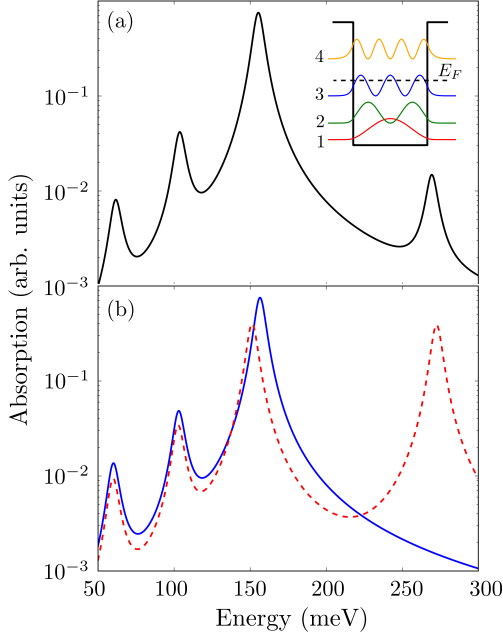 (a)
4
E_F
3
2
1
10⁻¹
10⁻²
10⁻³
(b)
10⁻¹
10⁻²
10⁻³
Absorption (arb. units)
50 100 150 200 250 300
Energy (meV)